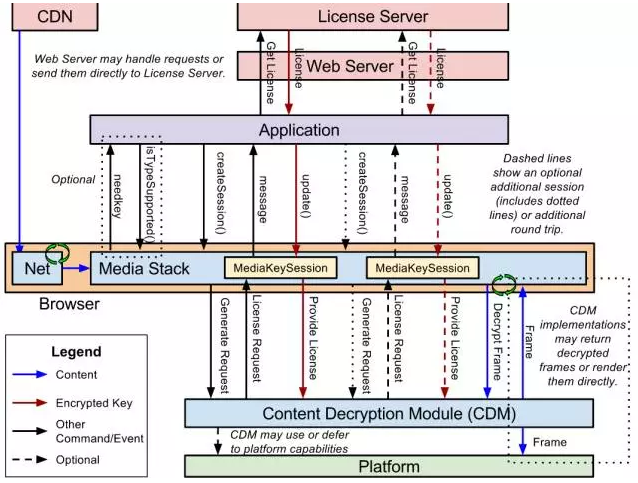 CDN
License Server
Web Server may handle requests or
send them directly to License Server.
Get License
License
Get License
License
Web Server
Application
Optional
needkey
isTypeSupported()
createSession()
message
update()
createSession()
message
update()
Dashed lines
show an optional
additional session
(includes dotted
lines) or additional
round trip.
Net
Media Stack
MediaKeySession
MediaKeySession
Browser
Generate Request
License Request
Provide License
Generate Request
License Request
Provide License
Decrypt Frame
Frame
CDM
implementations
may return
decrypted
frames or render
them directly.
Legend
Content
Encrypted Key
Other
Command/Event
Optional
Content Decryption Module (CDM)
CDM may use or defer
to platform capabilities
Frame
Platform